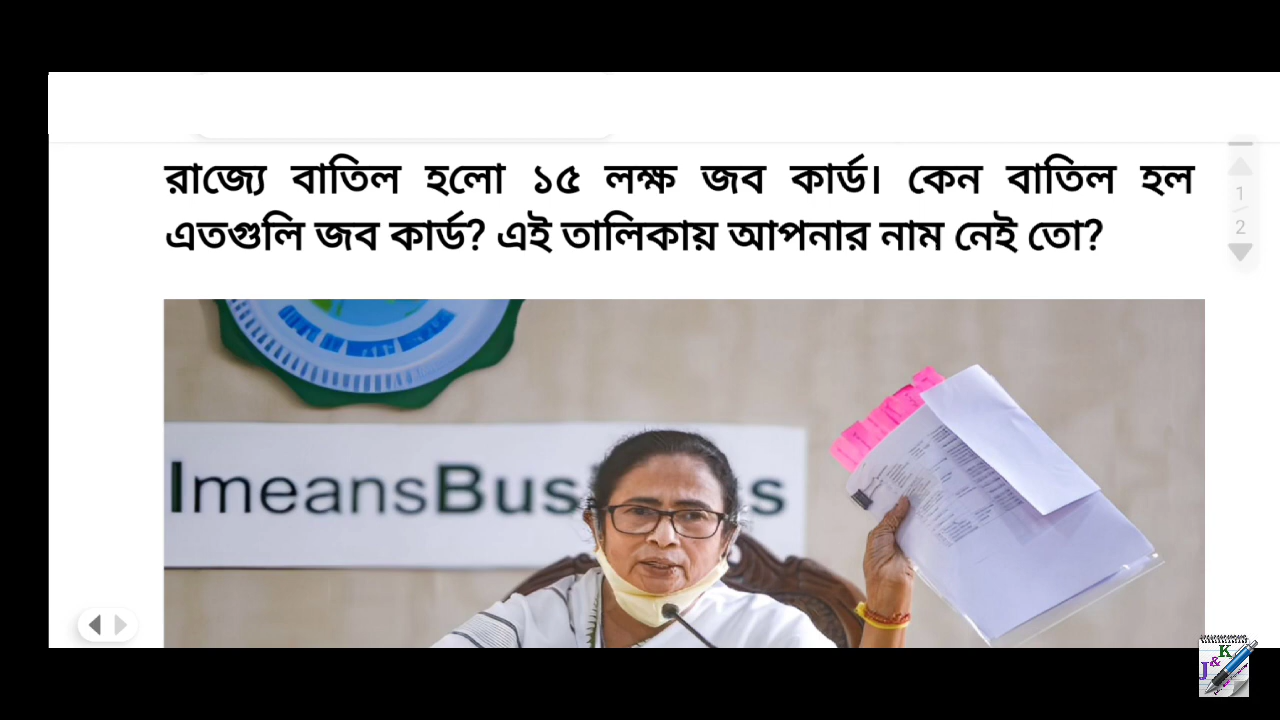 রাজ্যে বাতিল হলো ১৫ লক্ষ জব কার্ড। কেন বাতিল হল
এতগুলি জব কার্ড? এই তালিকায় আপনার নাম নেই তো?
1
2
ImeansBus
s
J&K